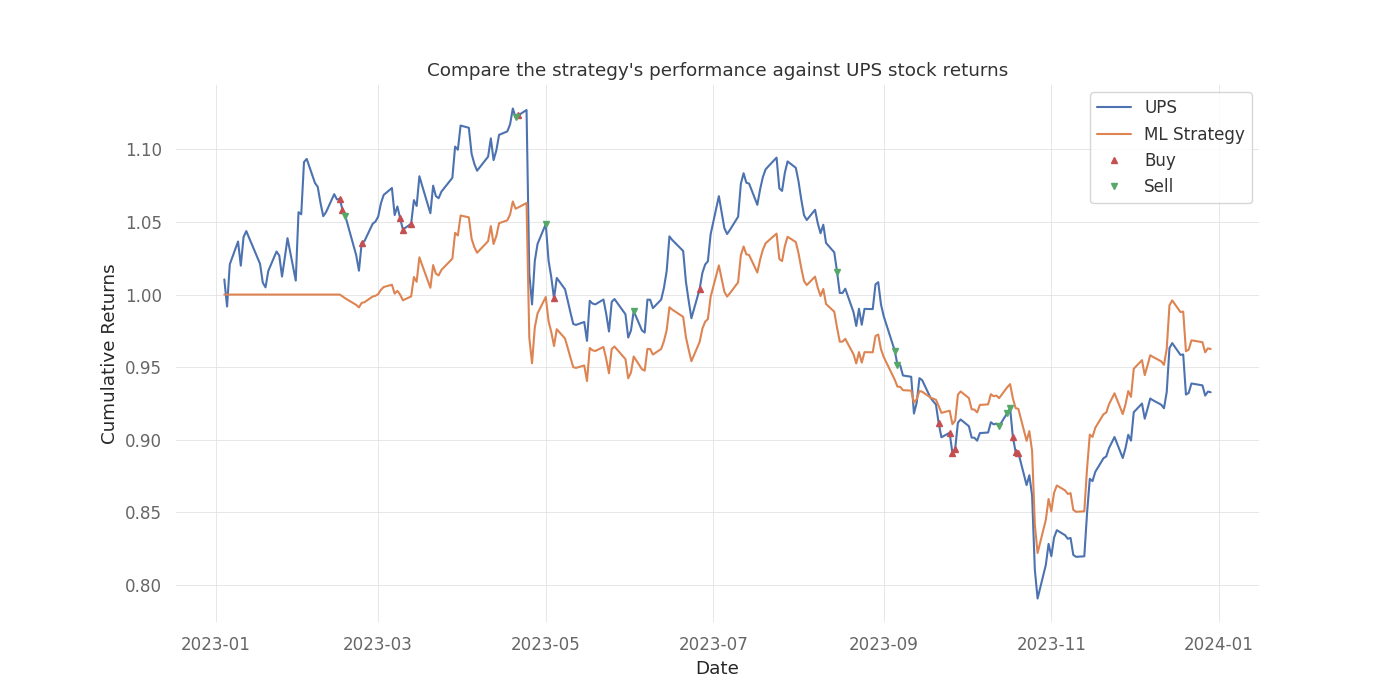 Compare the strategy's performance against UPS stock returns
UPS
ML Strategy
Buy
Sell
Cumulative Returns
1.10
1.05
1.00
0.95
0.90
0.85
0.80
2023-01 2023-03 2023-05 2023-07 2023-09 2023-11 2024-01
Date